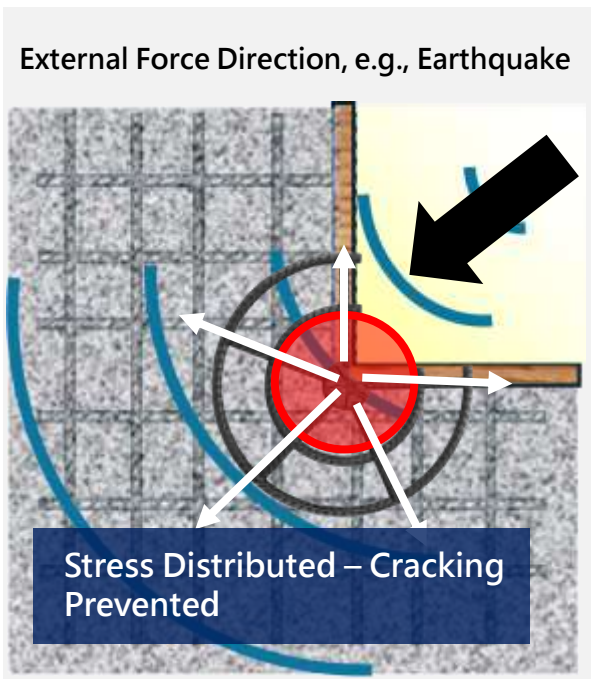 External Force Direction, e.g., Earthquake
Stress Distributed – Cracking
Prevented